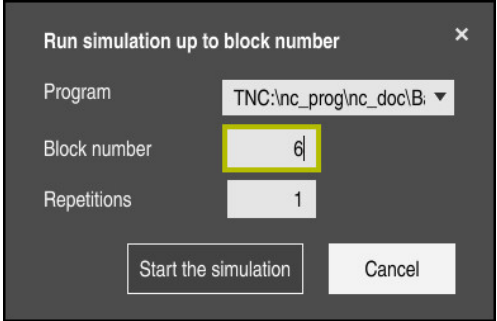 Run simulation up to block number ×
Program TNC:\nc_prog\nc_doc\Ba
Block number 6
Repetitions 1
Start the simulation Cancel